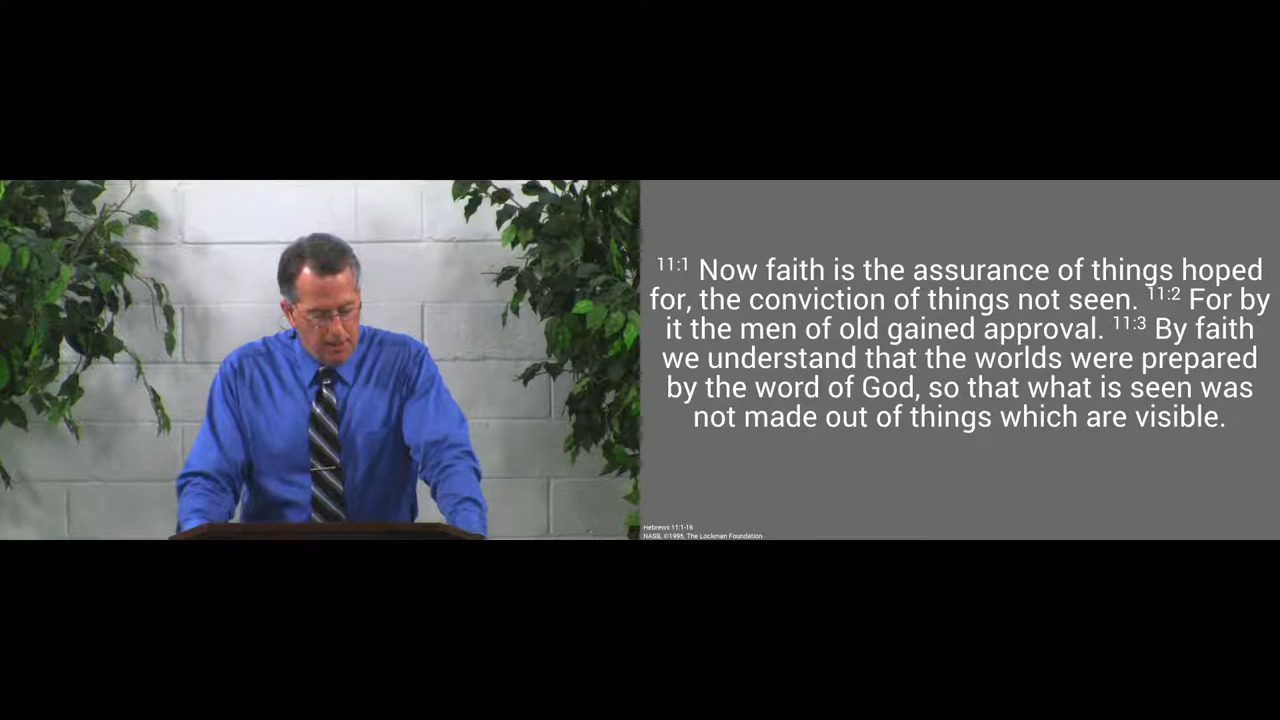 11:1 Now faith is the assurance of things hoped
for, the conviction of things not seen. 11:2 For by
it the men of old gained approval. 11:3 By faith
we understand that the worlds were prepared
by the word of God, so that what is seen was
not made out of things which are visible.
Hebrews 11:1-16
NASB, ©1995, The Lockman Foundation